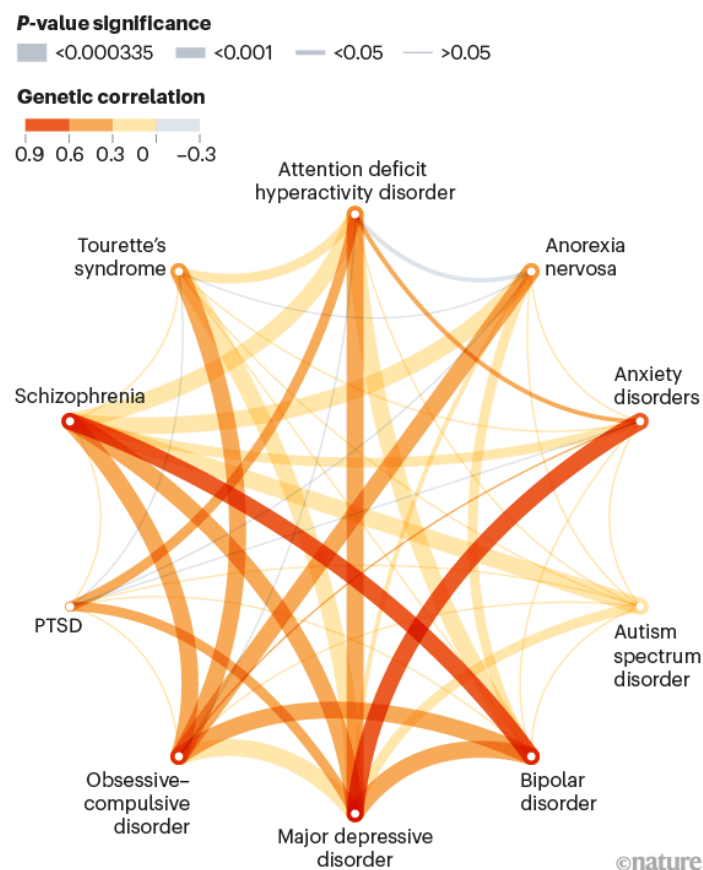 P-value significance
<0.000335 <0.001 <0.05 >0.05
Genetic correlation
0.9 0.6 0.3 0 –0.3
Attention deficit
hyperactivity disorder
Tourette’s
syndrome
Anorexia
nervosa
Schizophrenia
Anxiety
disorders
PTSD
Autism
spectrum
disorder
Obsessive–
compulsive
disorder
Bipolar
disorder
Major depressive
disorder
©nature